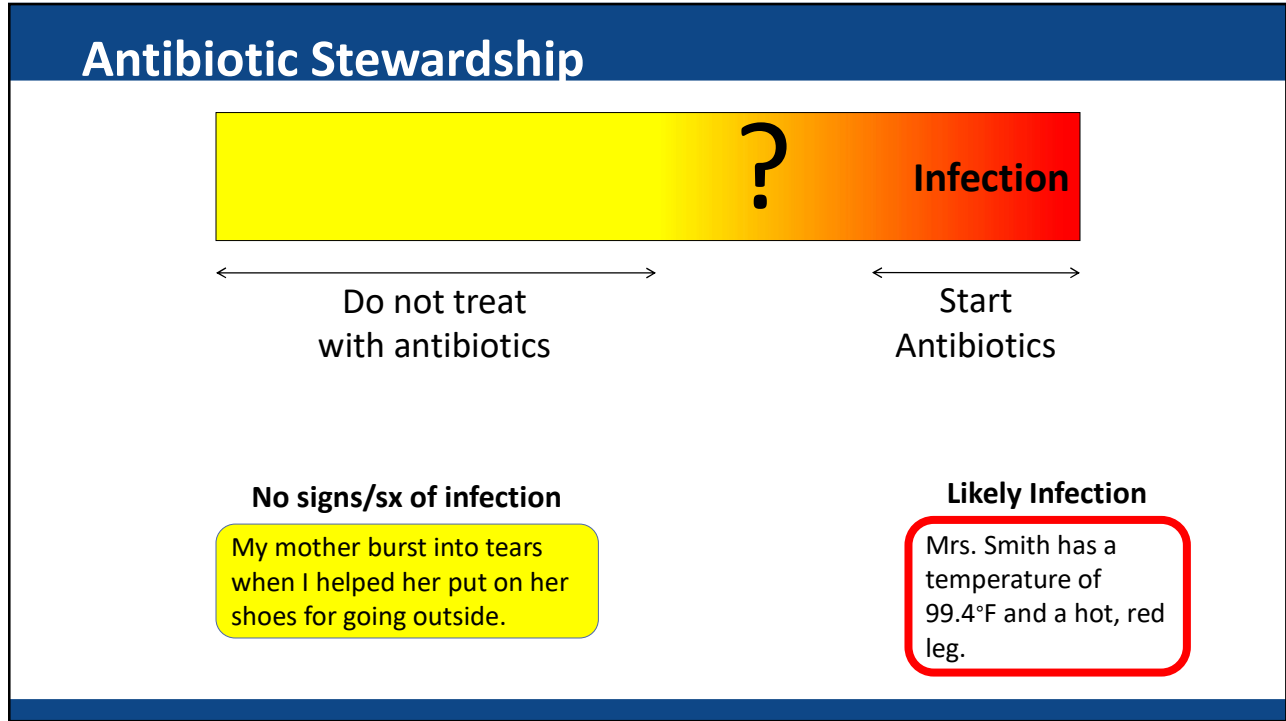 Antibiotic Stewardship
?
Infection
Do not treat
with antibiotics
Start
Antibiotics
No signs/sx of infection
My mother burst into tears
when I helped her put on her
shoes for going outside.
Likely Infection
Mrs. Smith has a
temperature of
99.4°F and a hot, red
leg.